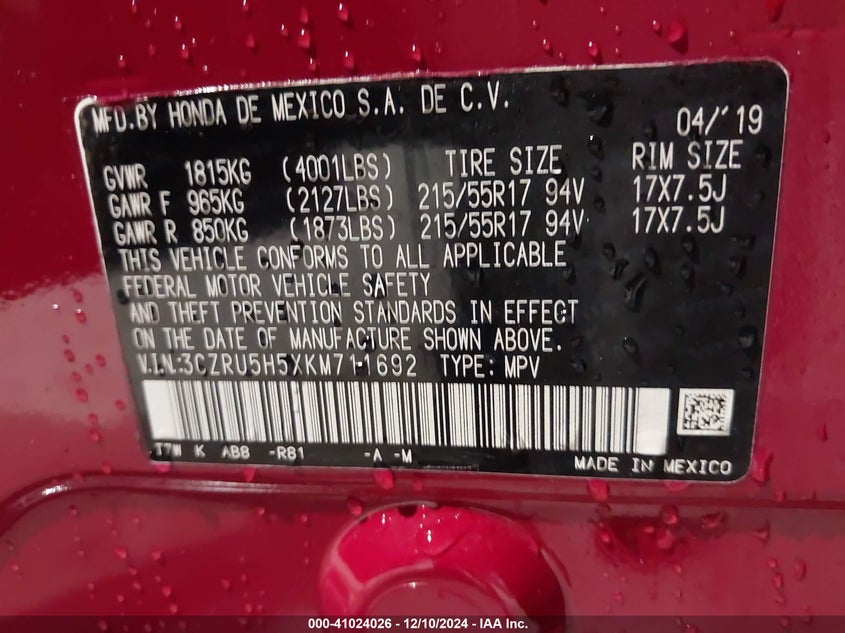 MFD.BY HONDA DE MEXICO S.A. DE C.V.
04/'19
GVWR 1815KG (4001LBS) TIRE SIZE RIM SIZE
GAWR F 965KG (2127LBS) 215/55R17 94V 17X7.5J
GAWR R 850KG (1873LBS) 215/55R17 94V 17X7.5J
THIS VEHICLE CONFORMS TO ALL APPLICABLE
FEDERAL MOTOR VEHICLE SAFETY
AND THEFT PREVENTION STANDARDS IN EFFECT
ON THE DATE OF MANUFACTURE SHOWN ABOVE.
V.I.N:3CZRU5H5XKM711692 TYPE: MPV
T7W K AB8 -R81 -A -M
MADE IN MEXICO
000-41024026 - 12/10/2024 - IAA Inc.